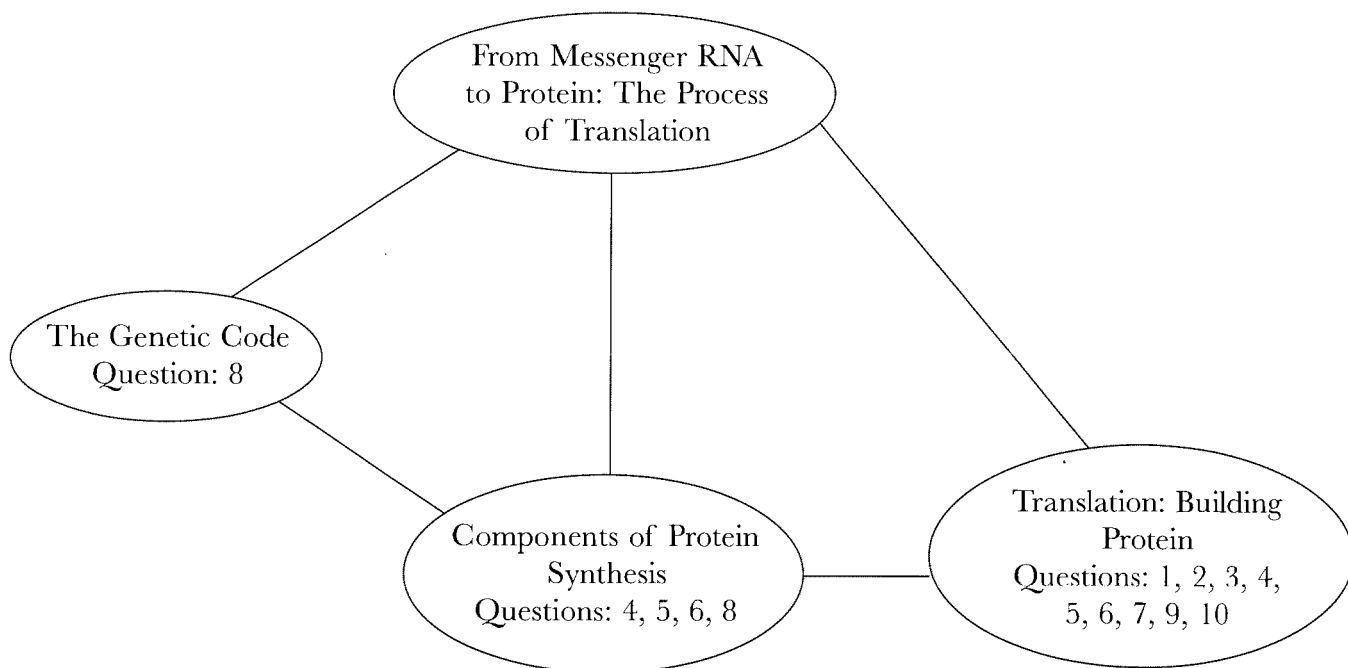 From Messenger RNA
to Protein: The Process
of Translation
The Genetic Code
Question: 8
Components of Protein
Synthesis
Questions: 4, 5, 6, 8
Translation: Building
Protein
Questions: 1, 2, 3, 4,
5, 6, 7, 9, 10